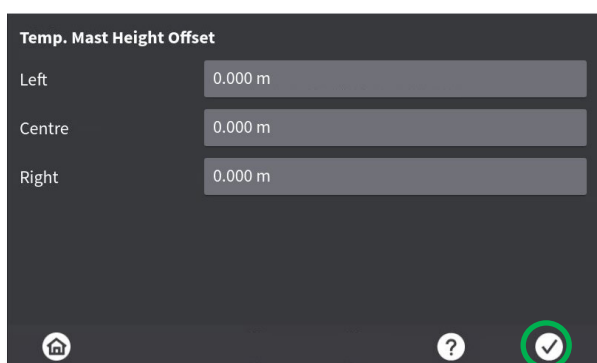 Temp. Mast Height Offset
Left 0.000 m
Centre 0.000 m
Right 0.000 m
?